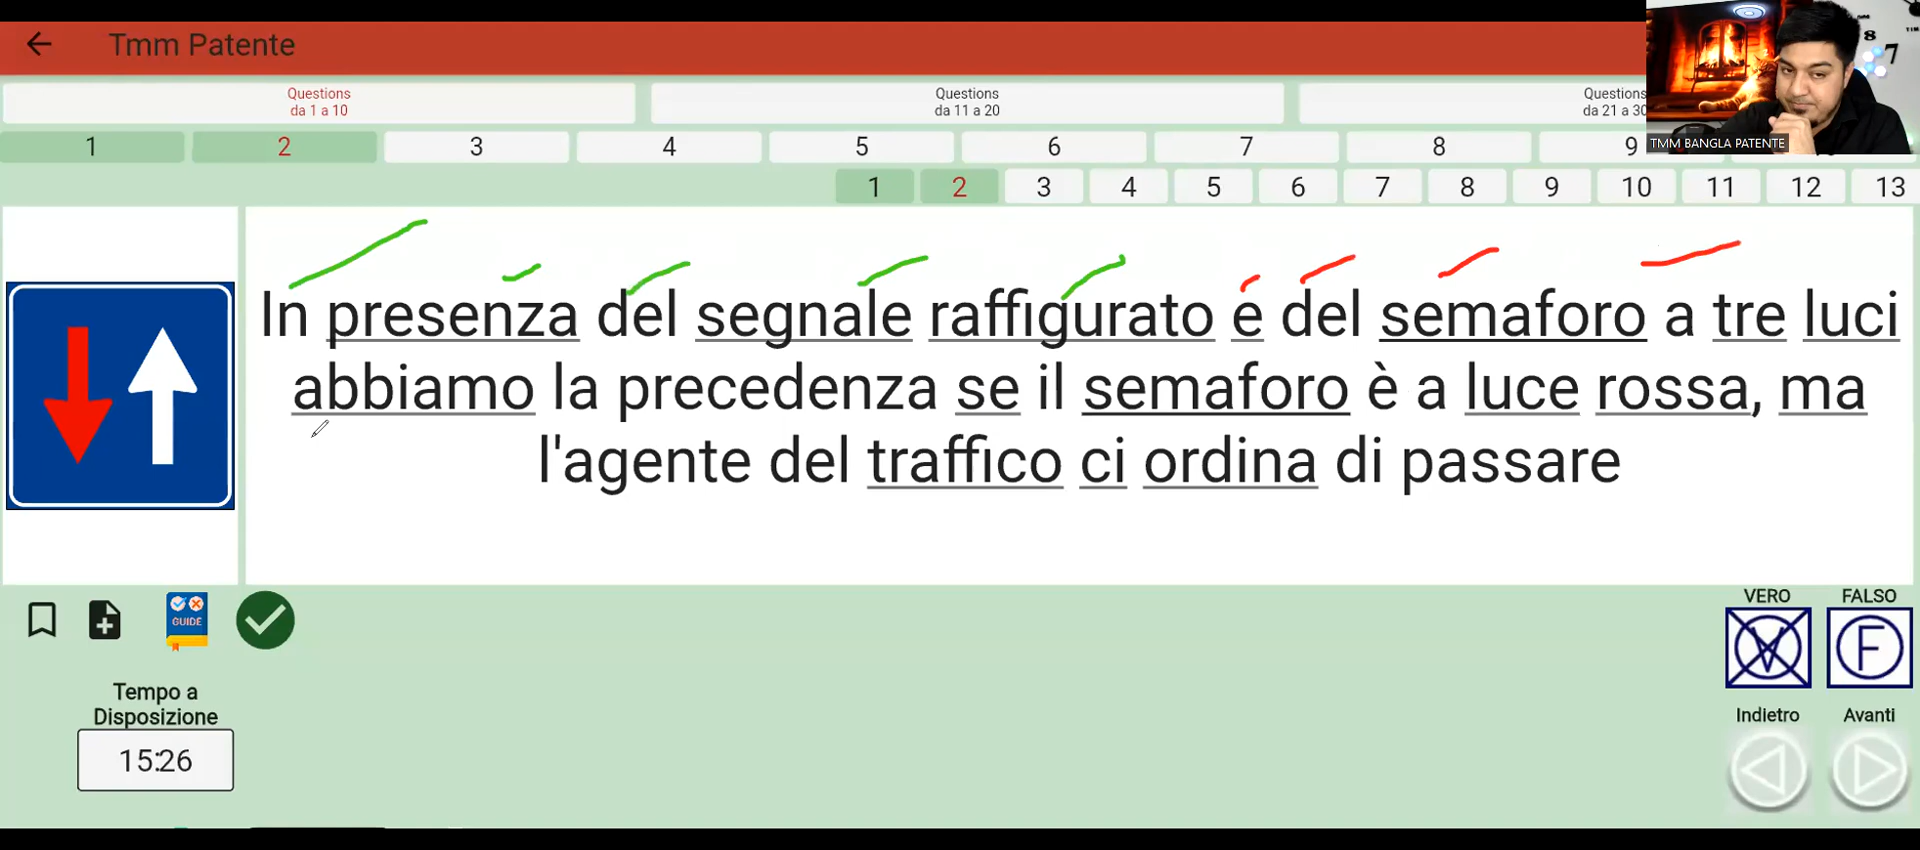 Tmm Patente
Questions
da 1 a 10
Questions
da 11 a 20
Questions
da 21 a 30
1 2 3 4 5 6 7 8 9
1 2 3 4 5 6 7 8 9 10 11 12 13
TMM BANGLA PATENTE
In presenza del segnale raffigurato e del semaforo a tre luci
abbiamo la precedenza se il semaforo è a luce rossa, ma
l'agente del traffico ci ordina di passare
GUIDE
VERO FALSO
V F
Tempo a
Disposizione
15:26
Indietro Avanti